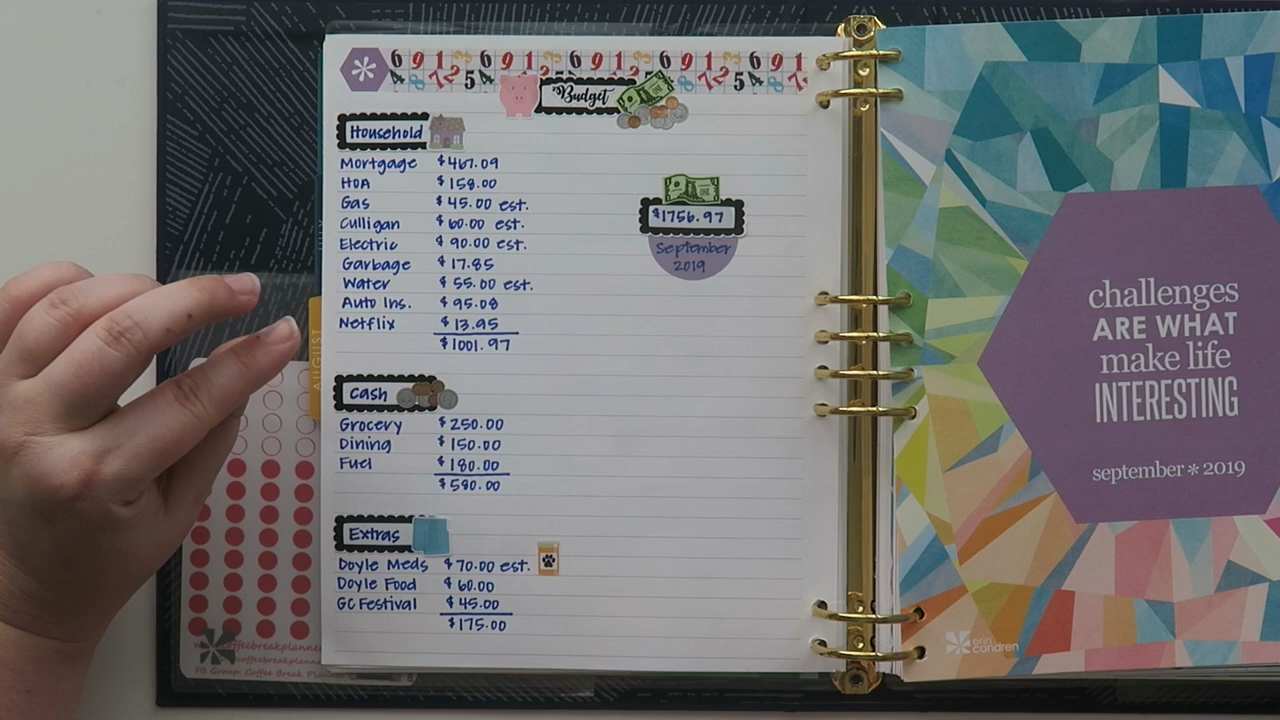 Budget
Household
Mortgage $467.09
HOA $158.00
Gas $45.00 est.
Culligan $60.00 est.
Electric $90.00 est.
Garbage $17.85
Water $55.00 est.
Auto Ins. $95.08
Netflix $13.95
$1001.97
$1756.97
September
2019
Cash
Grocery $250.00
Dining $150.00
Fuel $180.00
$580.00
Extras
Doyle Meds $70.00 est.
Doyle Food $60.00
GC Festival $45.00
$175.00
AUGUST
challenges
ARE WHAT
make life
INTERESTING
september * 2019
erin
condren
FB Group: Coffee Break